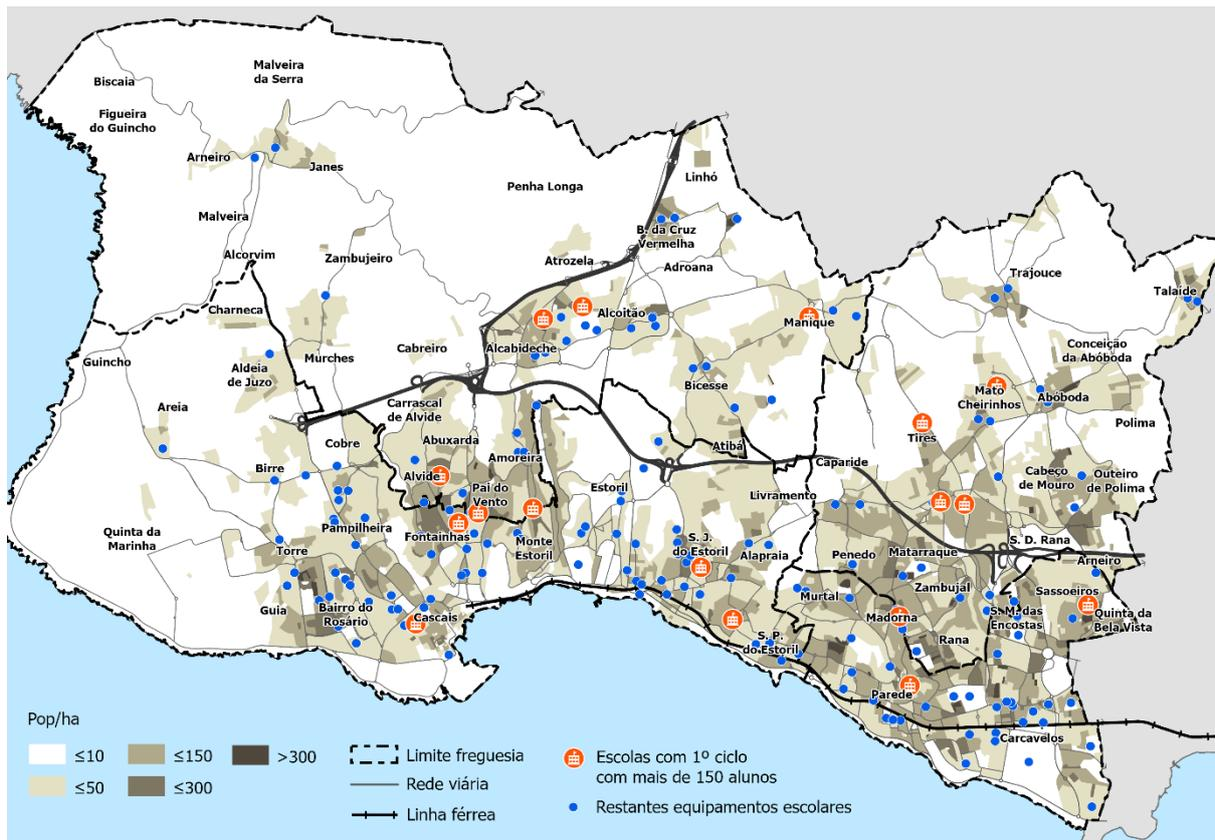 Malveira
da Serra
Biscaia
Figueira
do Guincho
Arneiro
Janes
Penha Longa
Linhó
Malveira
B. da Cruz
Vermelha
Alcorvim
Zambujeiro
Atrozela
Adroana
Trajouce
Talaíde
Charneca
Alcoitão
Manique
Guincho
Murches
Cabreiro
Alcabideche
Conceição
da Abóboda
Aldeia
de Juzo
Bicesse
Mato
Cheirinhos
Abóboda
Areia
Carrascal
de Alvide
Polima
Cobre
Abuxarda
Atibá
Tires
Amoreira
Caparide
Birre
Alvide
Pai do
Vento
Estoril
Livramento
Cabeço
de Mouro
Outeiro
de Polima
Quinta da
Marinha
Pampilheira
Fontainhas
Monte
Estoril
S. J.
do Estoril
Alapraia
Penedo
Matarraque
S. D. Rana
Torre
Arneiro
Guia
Bairro do
Rosário
Cascais
Murtal
Zambujal
Sassoeiros
Madorna
S. M. das
Encostas
Quinta da
Bela Vista
S. P.
do Estoril
Rana
Parede
Carcavelos
Pop/ha
≤10
≤150
>300
≤50
≤300
Limite freguesia
Rede viária
Linha férrea
Escolas com 1º ciclo
com mais de 150 alunos
Restantes equipamentos escolares